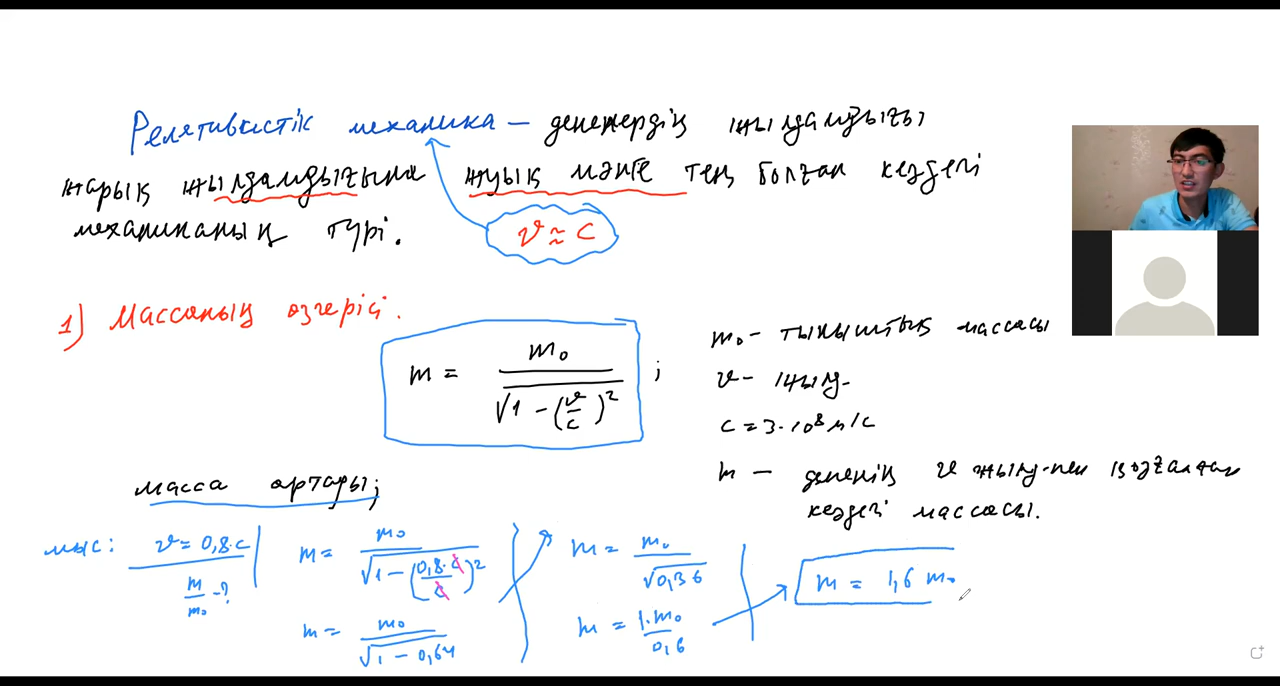 Релятивистік механика – денелердің жылдамдығы
жарық жылдамдығына жуық мәнге тең болған кездегі
механиканың түрі.
υ ≈ c
1) Массаның өзгерісі.
m = m₀ / √(1 − (υ/c)²) ;
m₀ – тыныштық массасы
υ – жылд.
c = 3·10⁸ м/с
m – дененің υ жылд-пен қозғалған
кездегі массасы.
масса артады;
мыс: υ = 0,8·c
m/m₀ – ?
m = m₀ / √(1 − (0,8·c/c)²)
m = m₀ / √(1 − 0,64)
m = m₀ / √0,36
m = 1·m₀ / 0,6
m = 1,6 m₀